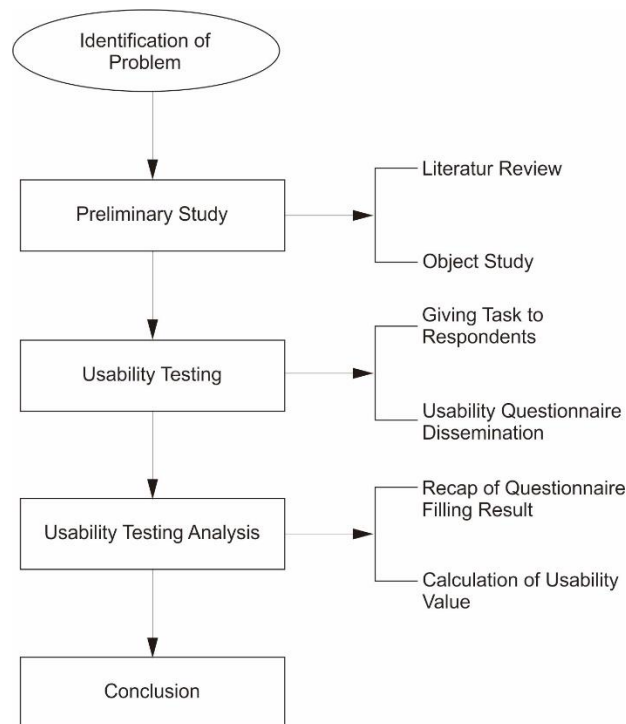 Identification of
Problem
Preliminary Study
Literatur Review
Object Study
Usability Testing
Giving Task to
Respondents
Usability Questionnaire
Dissemination
Usability Testing Analysis
Recap of Questionnaire
Filling Result
Calculation of Usability
Value
Conclusion